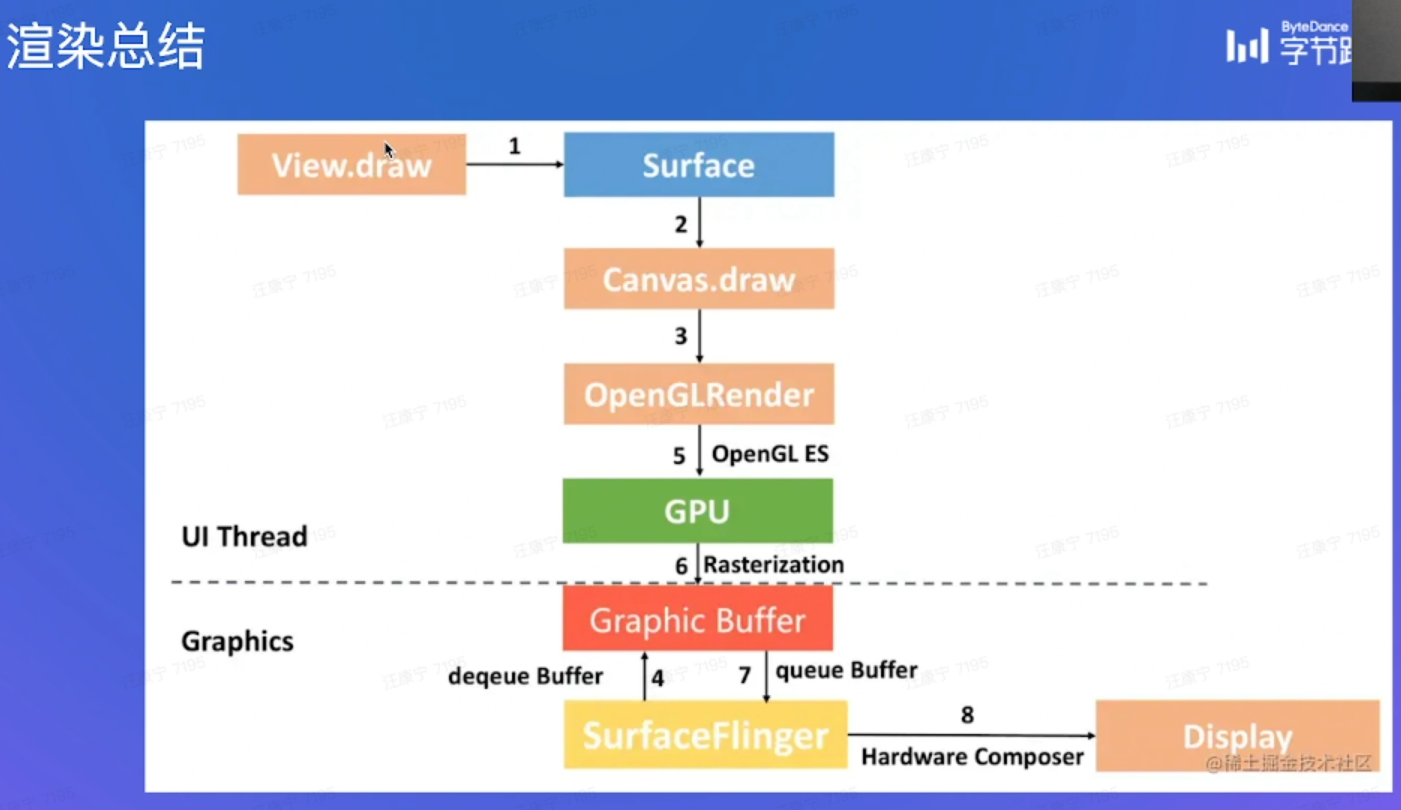 渲染总结
ByteDance
字节
View.draw
1
Surface
2
Canvas.draw
3
OpenGLRender
5
OpenGL ES
GPU
UI Thread
6
Rasterization
Graphics
Graphic Buffer
deqeue Buffer
4
7
queue Buffer
SurfaceFlinger
8
Hardware Composer
Display
@稀土掘金技术社区
汪康宁 7195